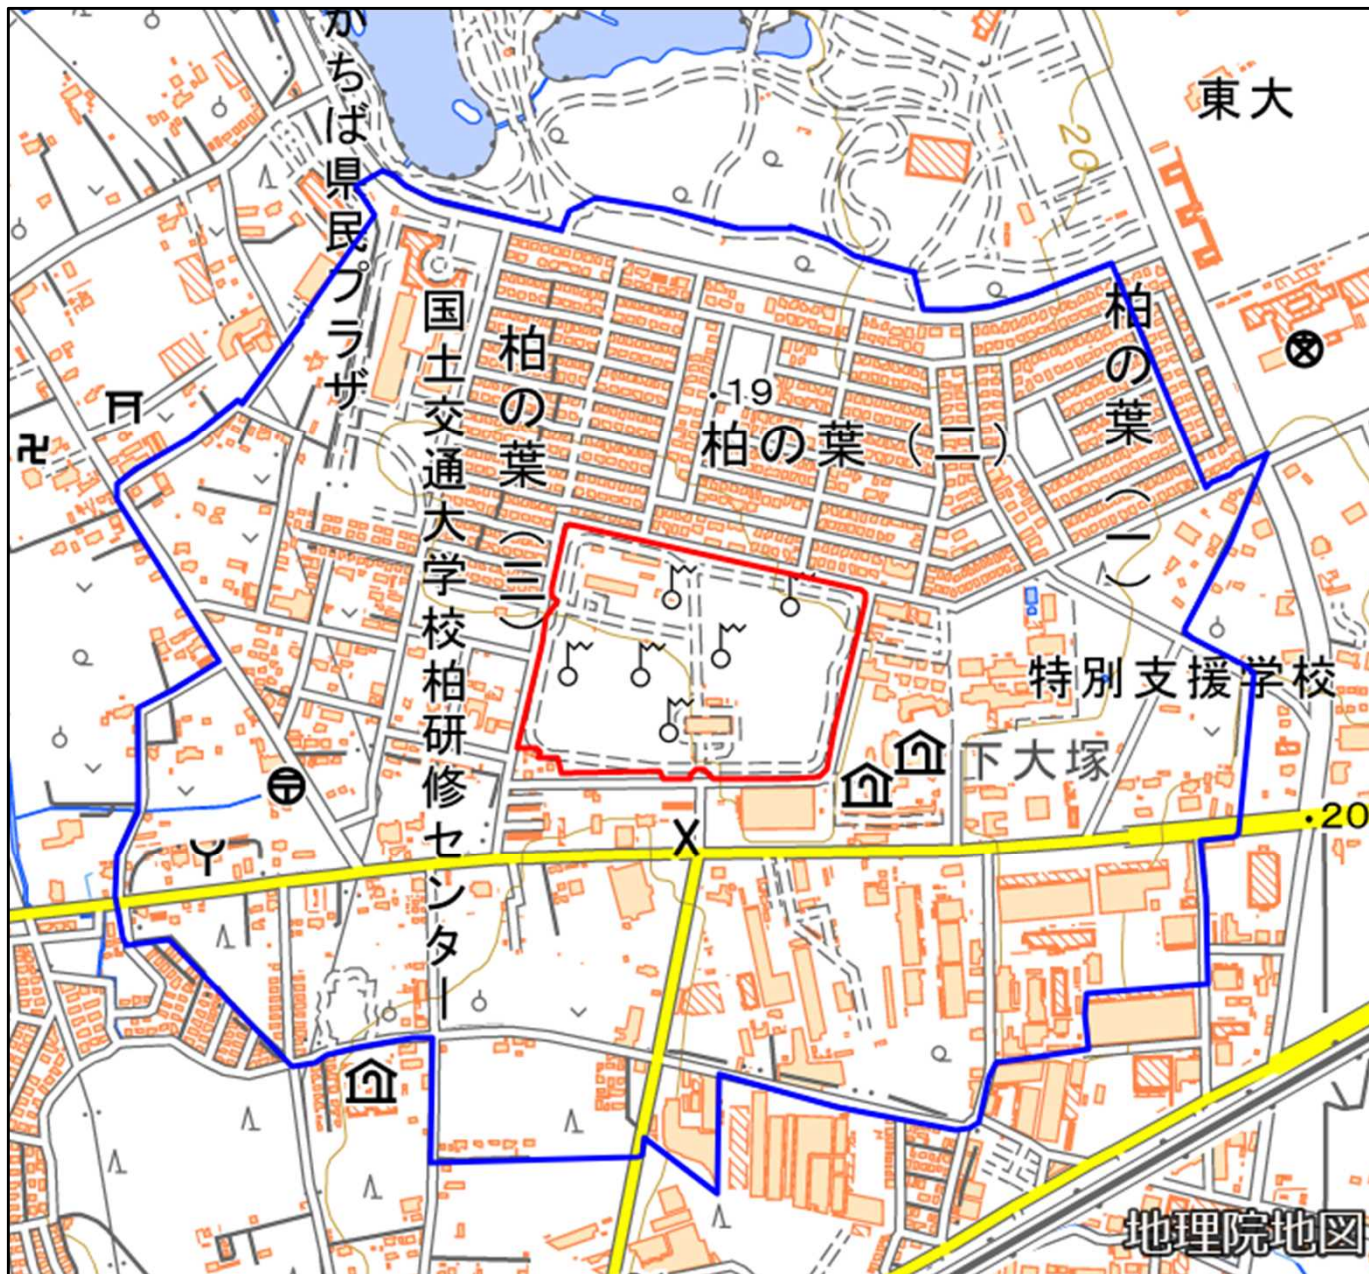 かちば県民プラザ
東大
20
国土交通大学校柏研修センター
柏の葉（三）
・19
柏の葉（二）
柏の葉（一）
特別支援学校
下大塚
・20
地理院地図